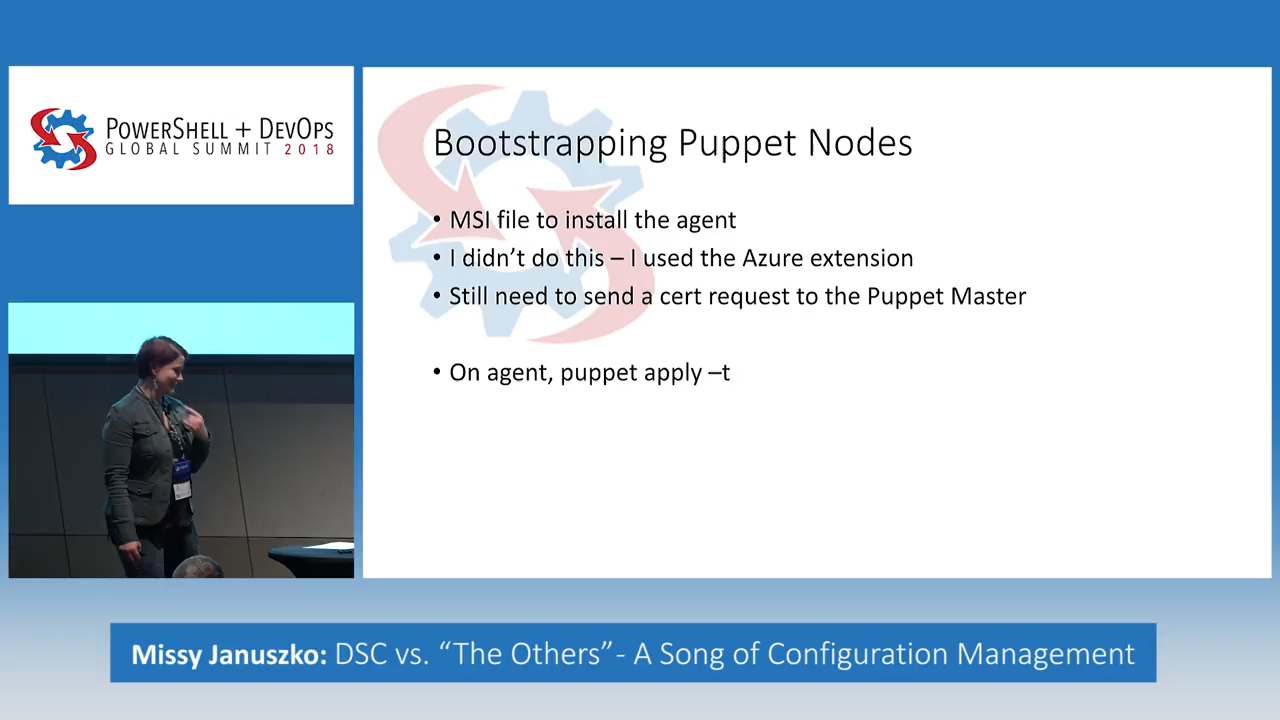 POWERSHELL + DEVOPS
GLOBAL SUMMIT 2018
Bootstrapping Puppet Nodes
• MSI file to install the agent
• I didn’t do this – I used the Azure extension
• Still need to send a cert request to the Puppet Master
• On agent, puppet apply –t
Missy Januszko: DSC vs. “The Others” - A Song of Configuration Management